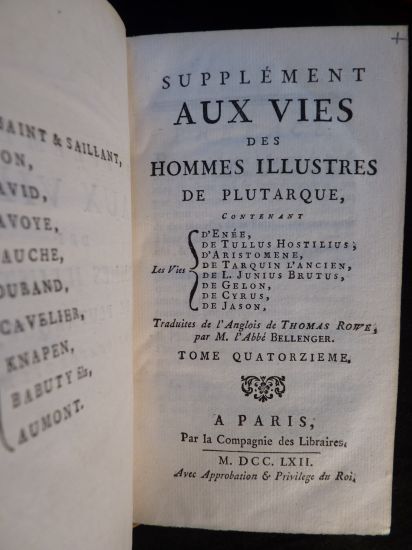 SAINT & SAILLANT,
ON,
AVID,
AVOYE,
AUCHE,
DURAND,
CAVELIER,
KNAPEN,
BABUTY fils,
AUMONT.
SUPPLÉMENT
AUX VIES
DES
HOMMES ILLUSTRES
DE PLUTARQUE,
CONTENANT
Les Vies
D'ENÉE,
DE TULLUS HOSTILIUS,
D'ARISTOMENE,
DE TARQUIN L'ANCIEN,
DE L. JUNIUS BRUTUS,
DE GELON,
DE CYRUS,
DE JASON,
Traduites de l'Anglois de THOMAS ROWE,
par M. l'Abbé BELLENGER.
TOME QUATORZIEME.
A PARIS,
Par la Compagnie des Libraires.
M. DCC. LXII.
Avec Approbation & Privilege du Roi.